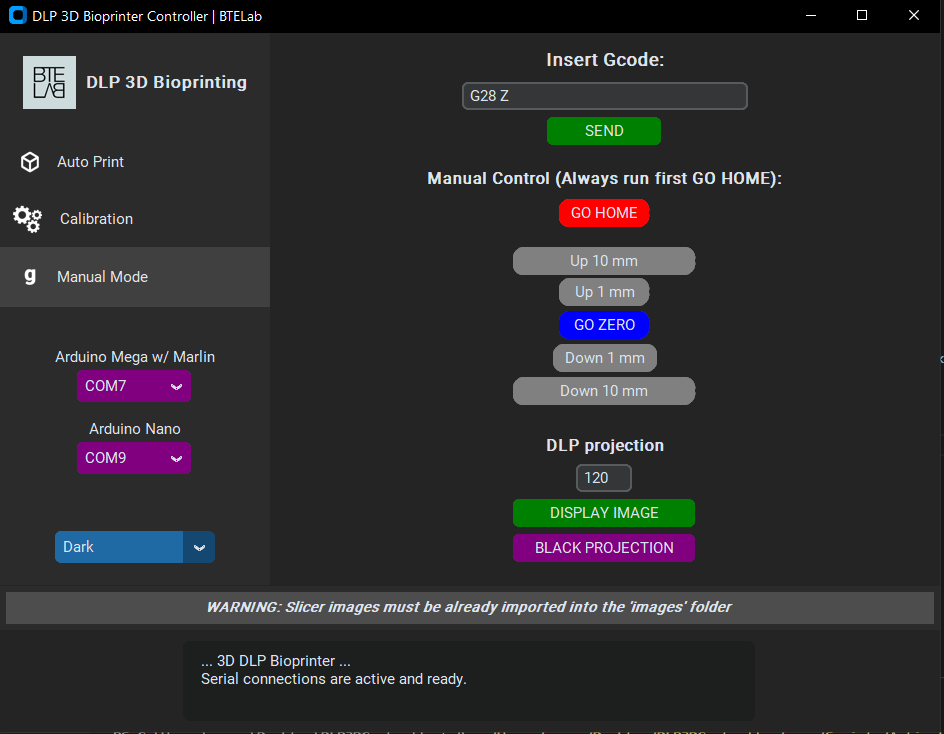 DLP 3D Bioprinter Controller | BTELab
BTE
LAB
DLP 3D Bioprinting
Auto Print
Calibration
g
Manual Mode
Arduino Mega w/ Marlin
COM7
Arduino Nano
COM9
Dark
Insert Gcode:
G28 Z
SEND
Manual Control (Always run first GO HOME):
GO HOME
Up 10 mm
Up 1 mm
GO ZERO
Down 1 mm
Down 10 mm
DLP projection
120
DISPLAY IMAGE
BLACK PROJECTION
WARNING: Slicer images must be already imported into the 'images' folder
... 3D DLP Bioprinter ...
Serial connections are active and ready.